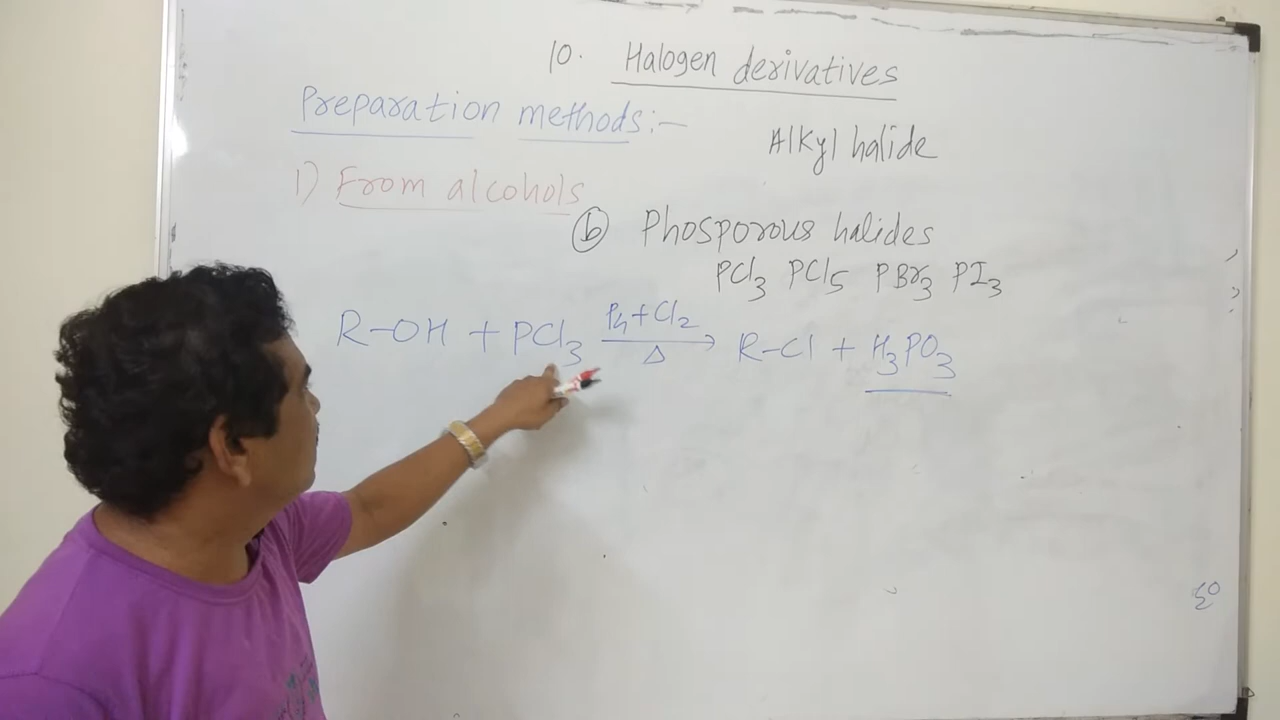 10. Halogen derivatives
Preparation methods:-
Alkyl halide
1) From alcohols
ⓑ Phosporous halides
PCl₃ PCl₅ PBr₃ PI₃
R-OH + PCl₃ P₄+Cl₂ → Δ R-Cl + H₃PO₃